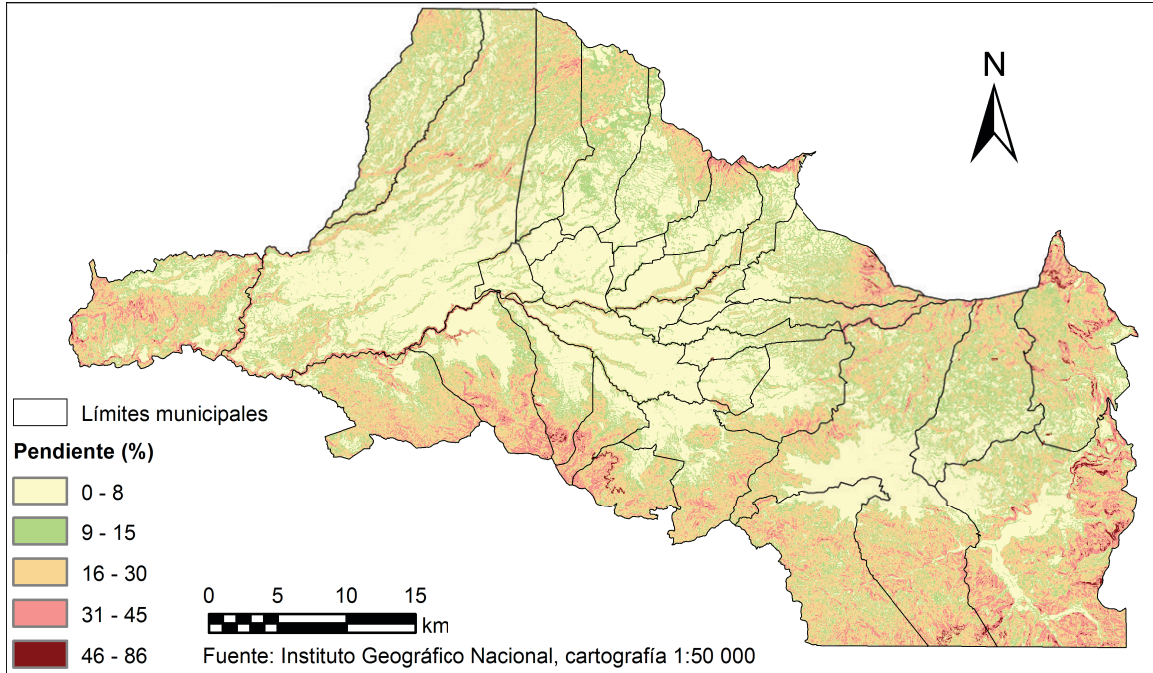 N
Límites municipales
Pendiente (%)
0 - 8
9 - 15
16 - 30
31 - 45
46 - 86
0 5 10 15
km
Fuente: Instituto Geográfico Nacional, cartografía 1:50 000